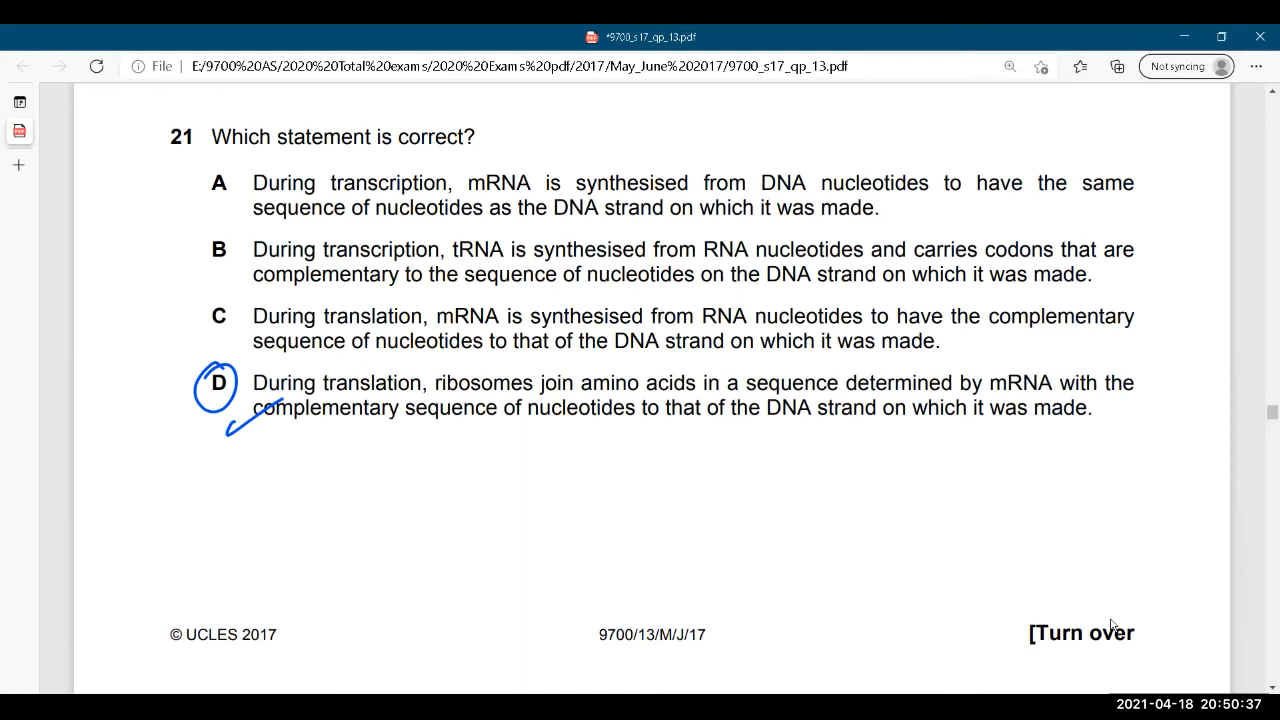 *9700_s17_qp_13.pdf
File | E:/9700%20AS/2020%20Total%20exams/2020%20Exams%20pdf/2017/May_June%202017/9700_s17_qp_13.pdf Not syncing
21 Which statement is correct?
A During transcription, mRNA is synthesised from DNA nucleotides to have the same
sequence of nucleotides as the DNA strand on which it was made.
B During transcription, tRNA is synthesised from RNA nucleotides and carries codons that are
complementary to the sequence of nucleotides on the DNA strand on which it was made.
C During translation, mRNA is synthesised from RNA nucleotides to have the complementary
sequence of nucleotides to that of the DNA strand on which it was made.
D During translation, ribosomes join amino acids in a sequence determined by mRNA with the
complementary sequence of nucleotides to that of the DNA strand on which it was made.
© UCLES 2017 9700/13/M/J/17 [Turn over
2021-04-18 20:50:37